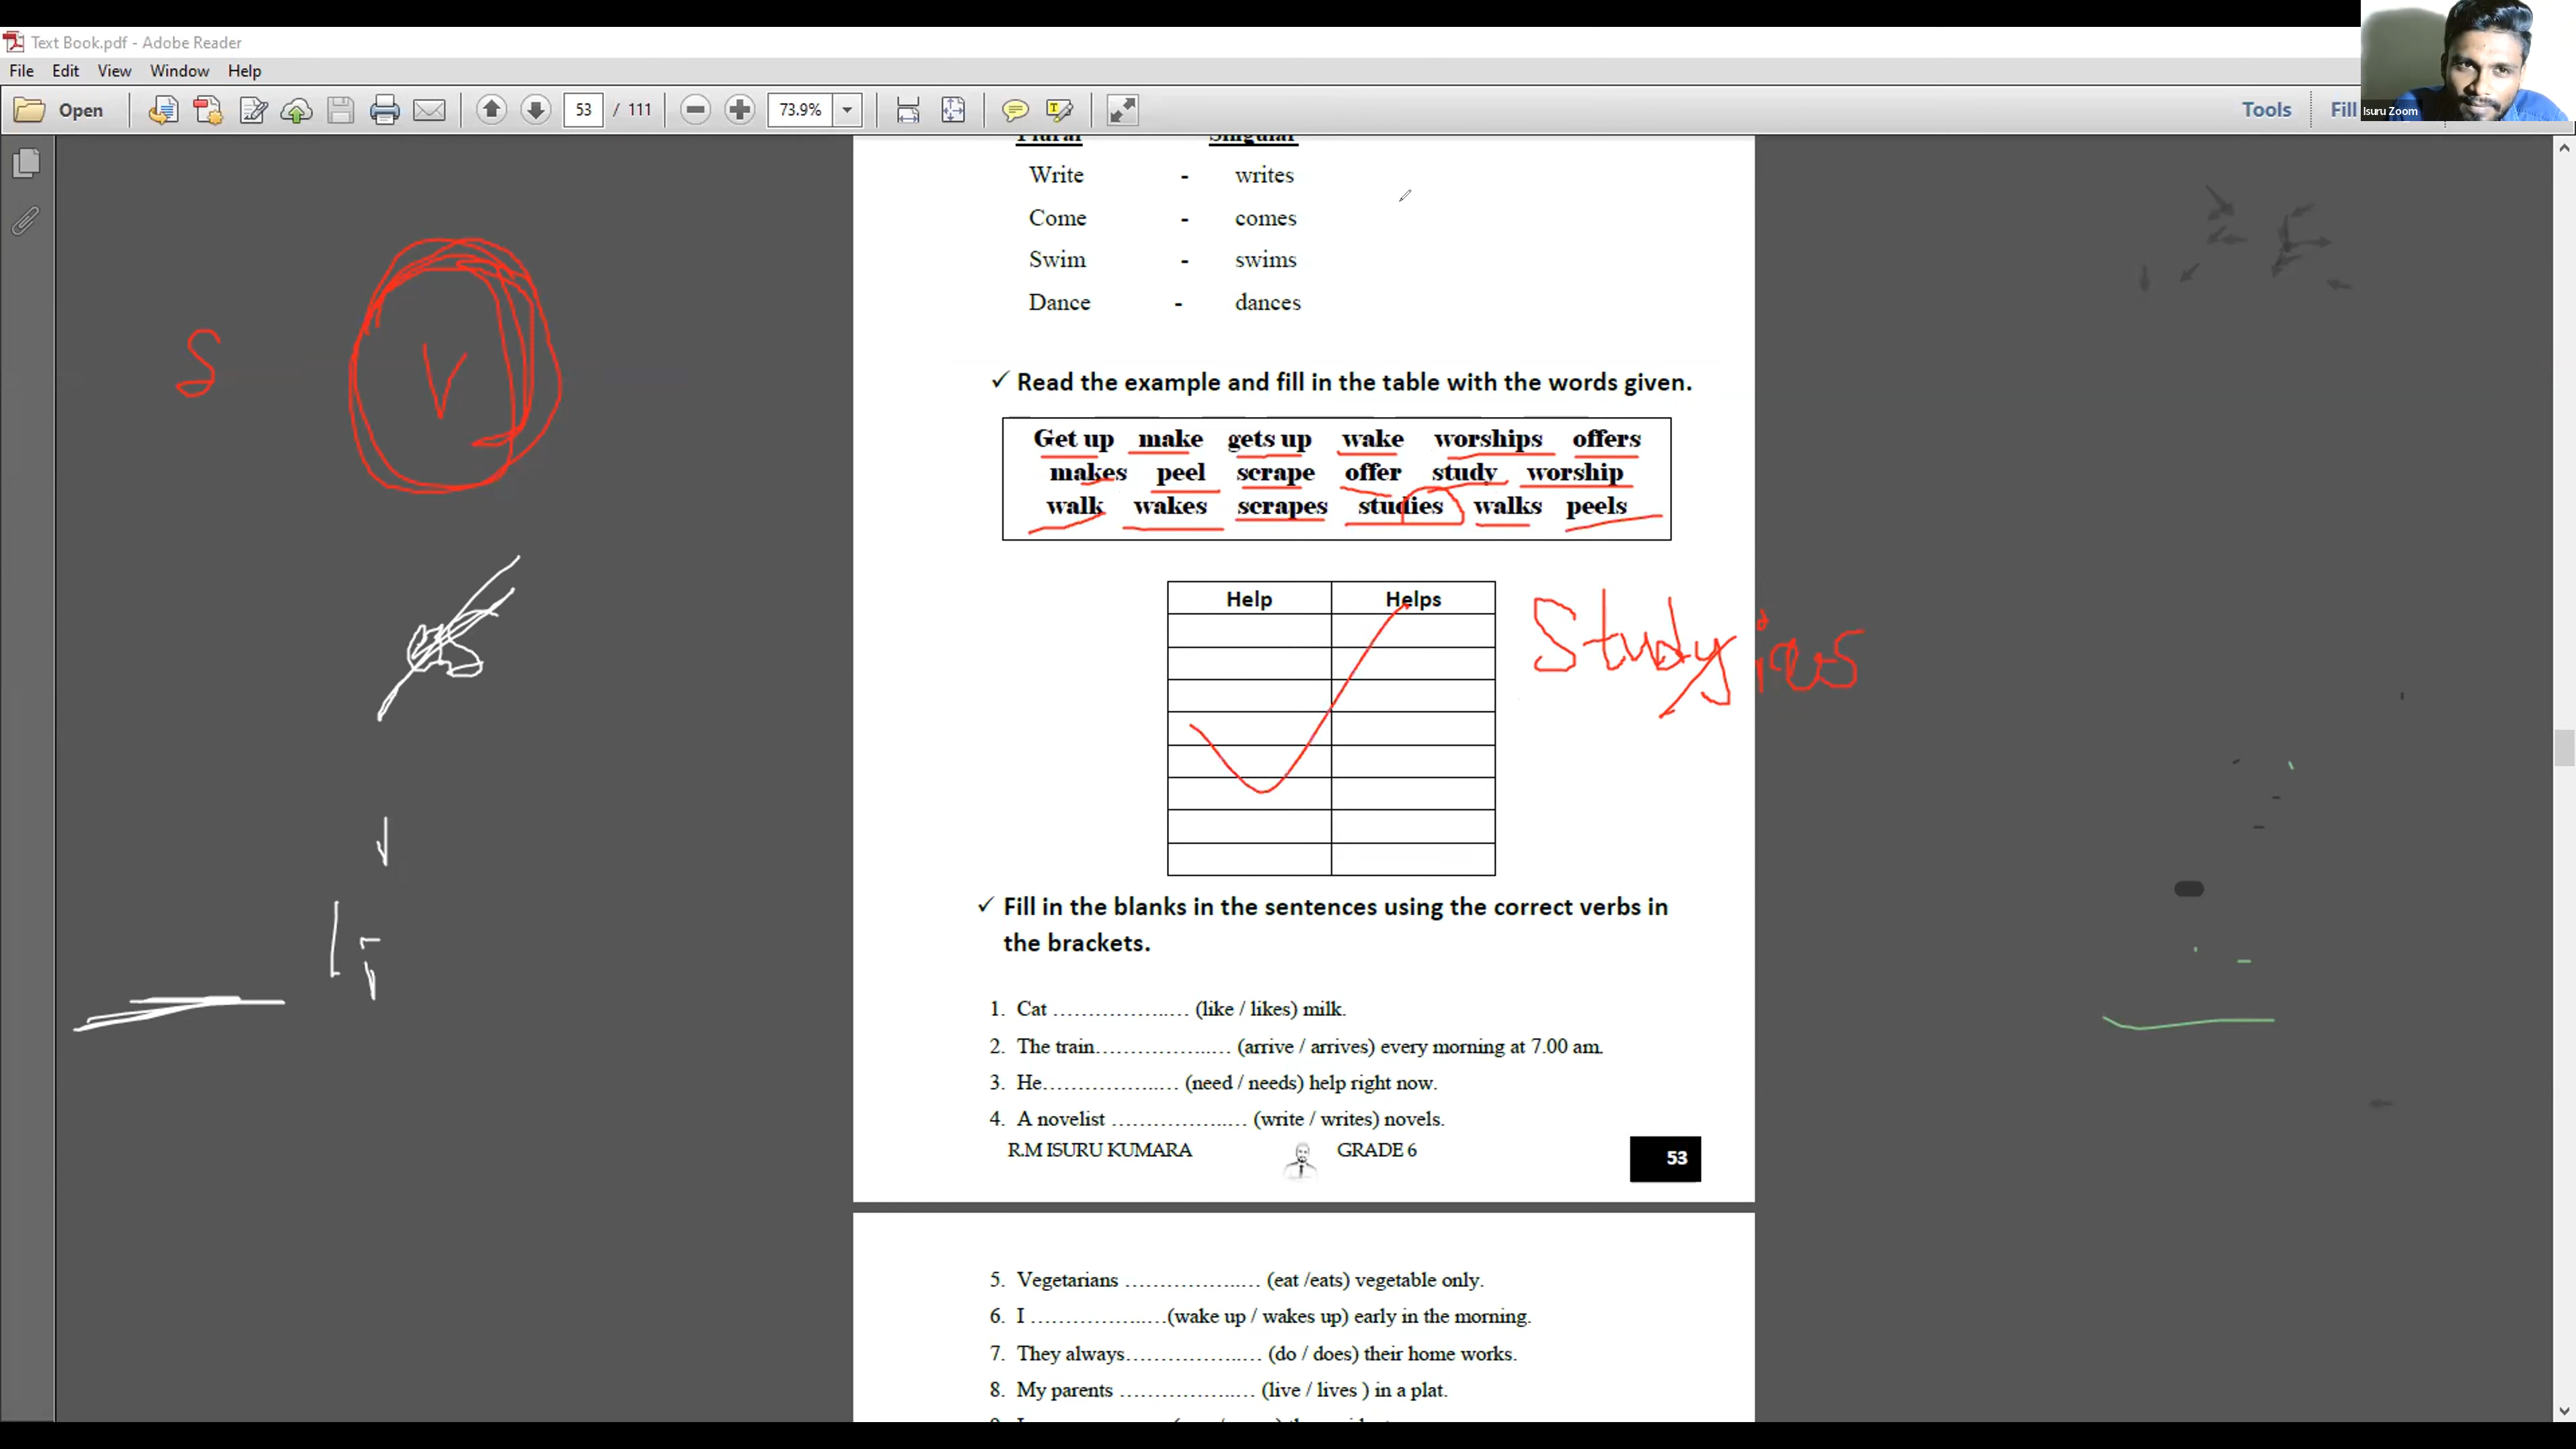 Text Book.pdf - Adobe Reader
File Edit View Window Help
Open 53 / 111 73.9% Tools Fill
Isuru Zoom
Plural Singular
Write - writes
Come - comes
Swim - swims
Dance - dances
S V
✓ Read the example and fill in the table with the words given.
Get up make gets up wake worships offers
makes peel scrape offer study worship
walk wakes scrapes studies walks peels
Help Helps
Study ies
✓ Fill in the blanks in the sentences using the correct verbs in
the brackets.
1. Cat ……………..… (like / likes) milk.
2. The train……………..… (arrive / arrives) every morning at 7.00 am.
3. He……………..… (need / needs) help right now.
4. A novelist ……………..… (write / writes) novels.
R.M ISURU KUMARA GRADE 6 53
5. Vegetarians ……………..… (eat /eats) vegetable only.
6. I ……………..…(wake up / wakes up) early in the morning.
7. They always……………..… (do / does) their home works.
8. My parents ……………..… (live / lives ) in a plat.